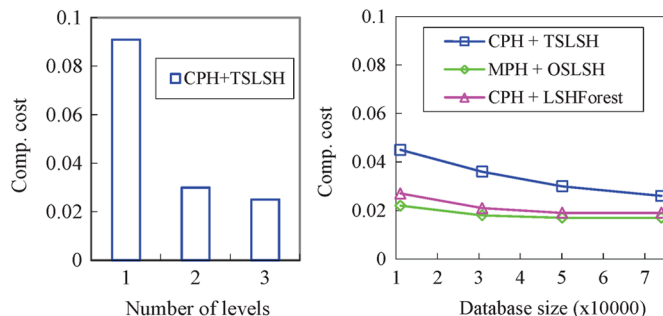 0.1
0.08
0.06
0.04
0.02
0
Comp. cost
CPH+TSLSH
1 2 3
Number of levels
0.1
0.08
0.06
0.04
0.02
0
Comp. cost
CPH + TSLSH
MPH + OSLSH
CPH + LSHForest
1 2 3 4 5 6 7
Database size (x10000)